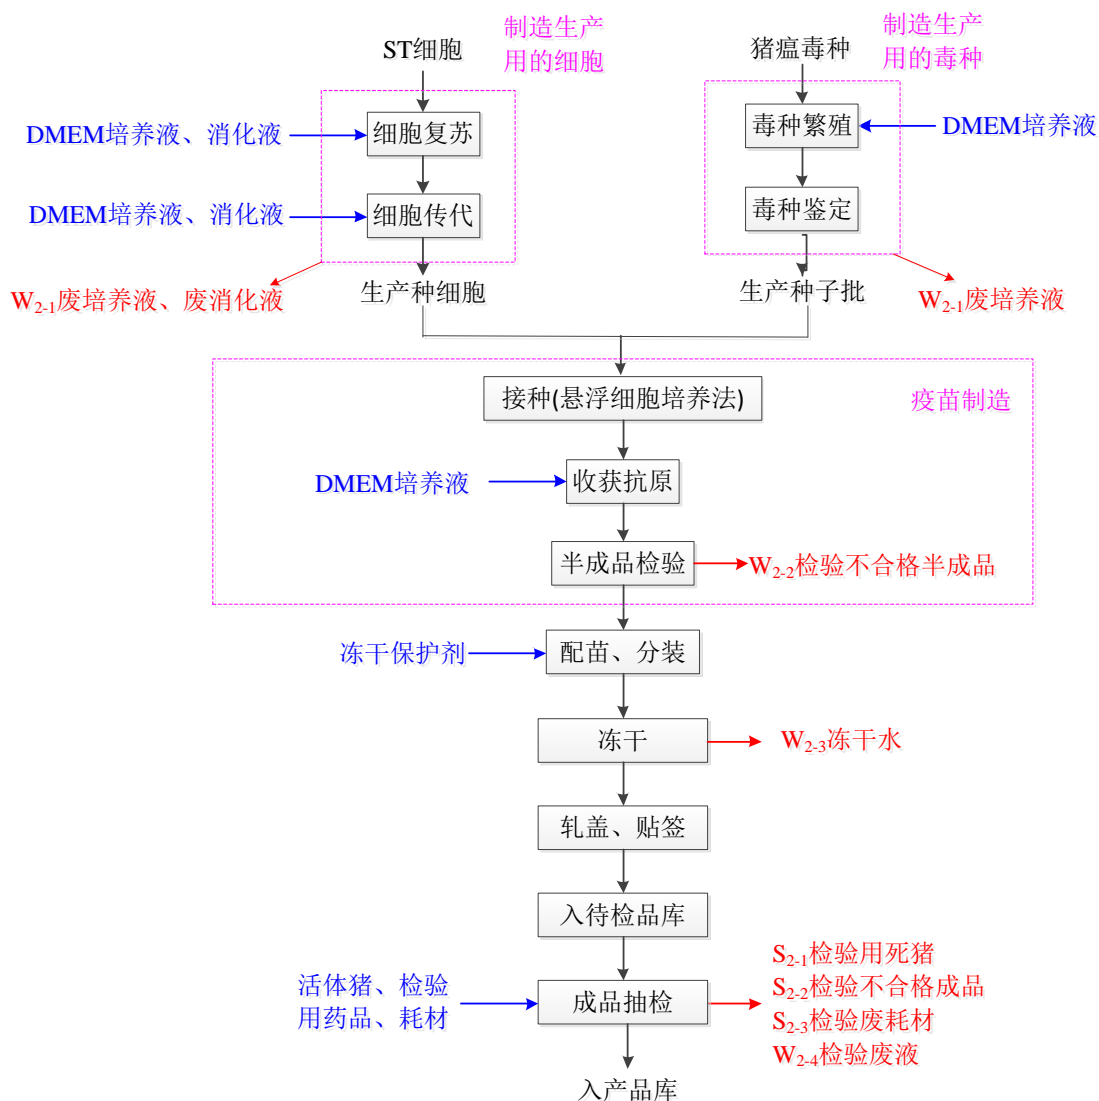 制造生产
用的细胞
ST细胞
制造生产
用的毒种
猪瘟毒种
DMEM培养液、消化液
细胞复苏
毒种繁殖
DMEM培养液
DMEM培养液、消化液
细胞传代
毒种鉴定
W2-1废培养液、废消化液
生产种细胞
生产种子批
W2-1废培养液
接种(悬浮细胞培养法)
疫苗制造
DMEM培养液
收获抗原
半成品检验
W2-2检验不合格半成品
冻干保护剂
配苗、分装
冻干
W2-3冻干水
轧盖、贴签
入待检品库
活体猪、检验
用药品、耗材
成品抽检
S2-1检验用死猪
S2-2检验不合格成品
S2-3检验废耗材
W2-4检验废液
入产品库